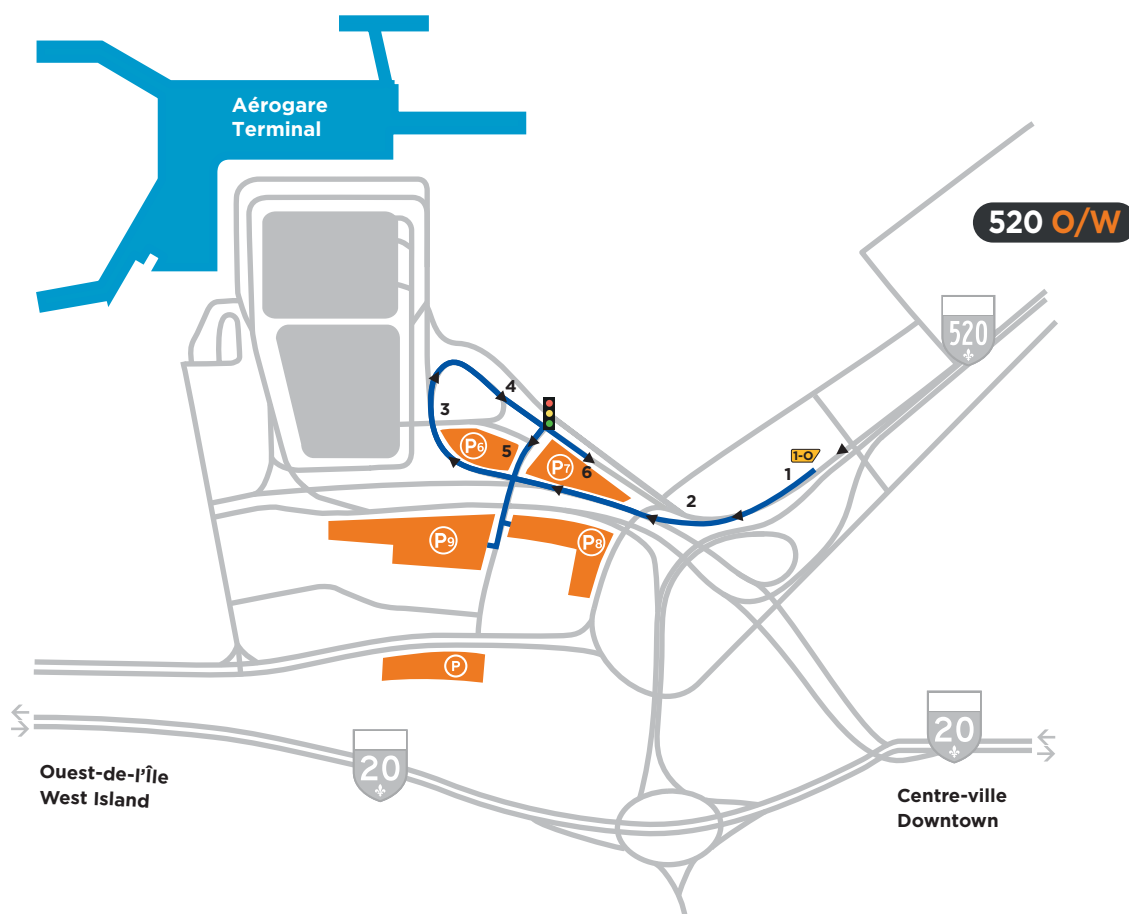 Aérogare
Terminal
520 O/W
520
4
3
P6
5
P7
6
1-O
1
2
P9
P8
P
20
20
Ouest-de-l'Île
West Island
Centre-ville
Downtown